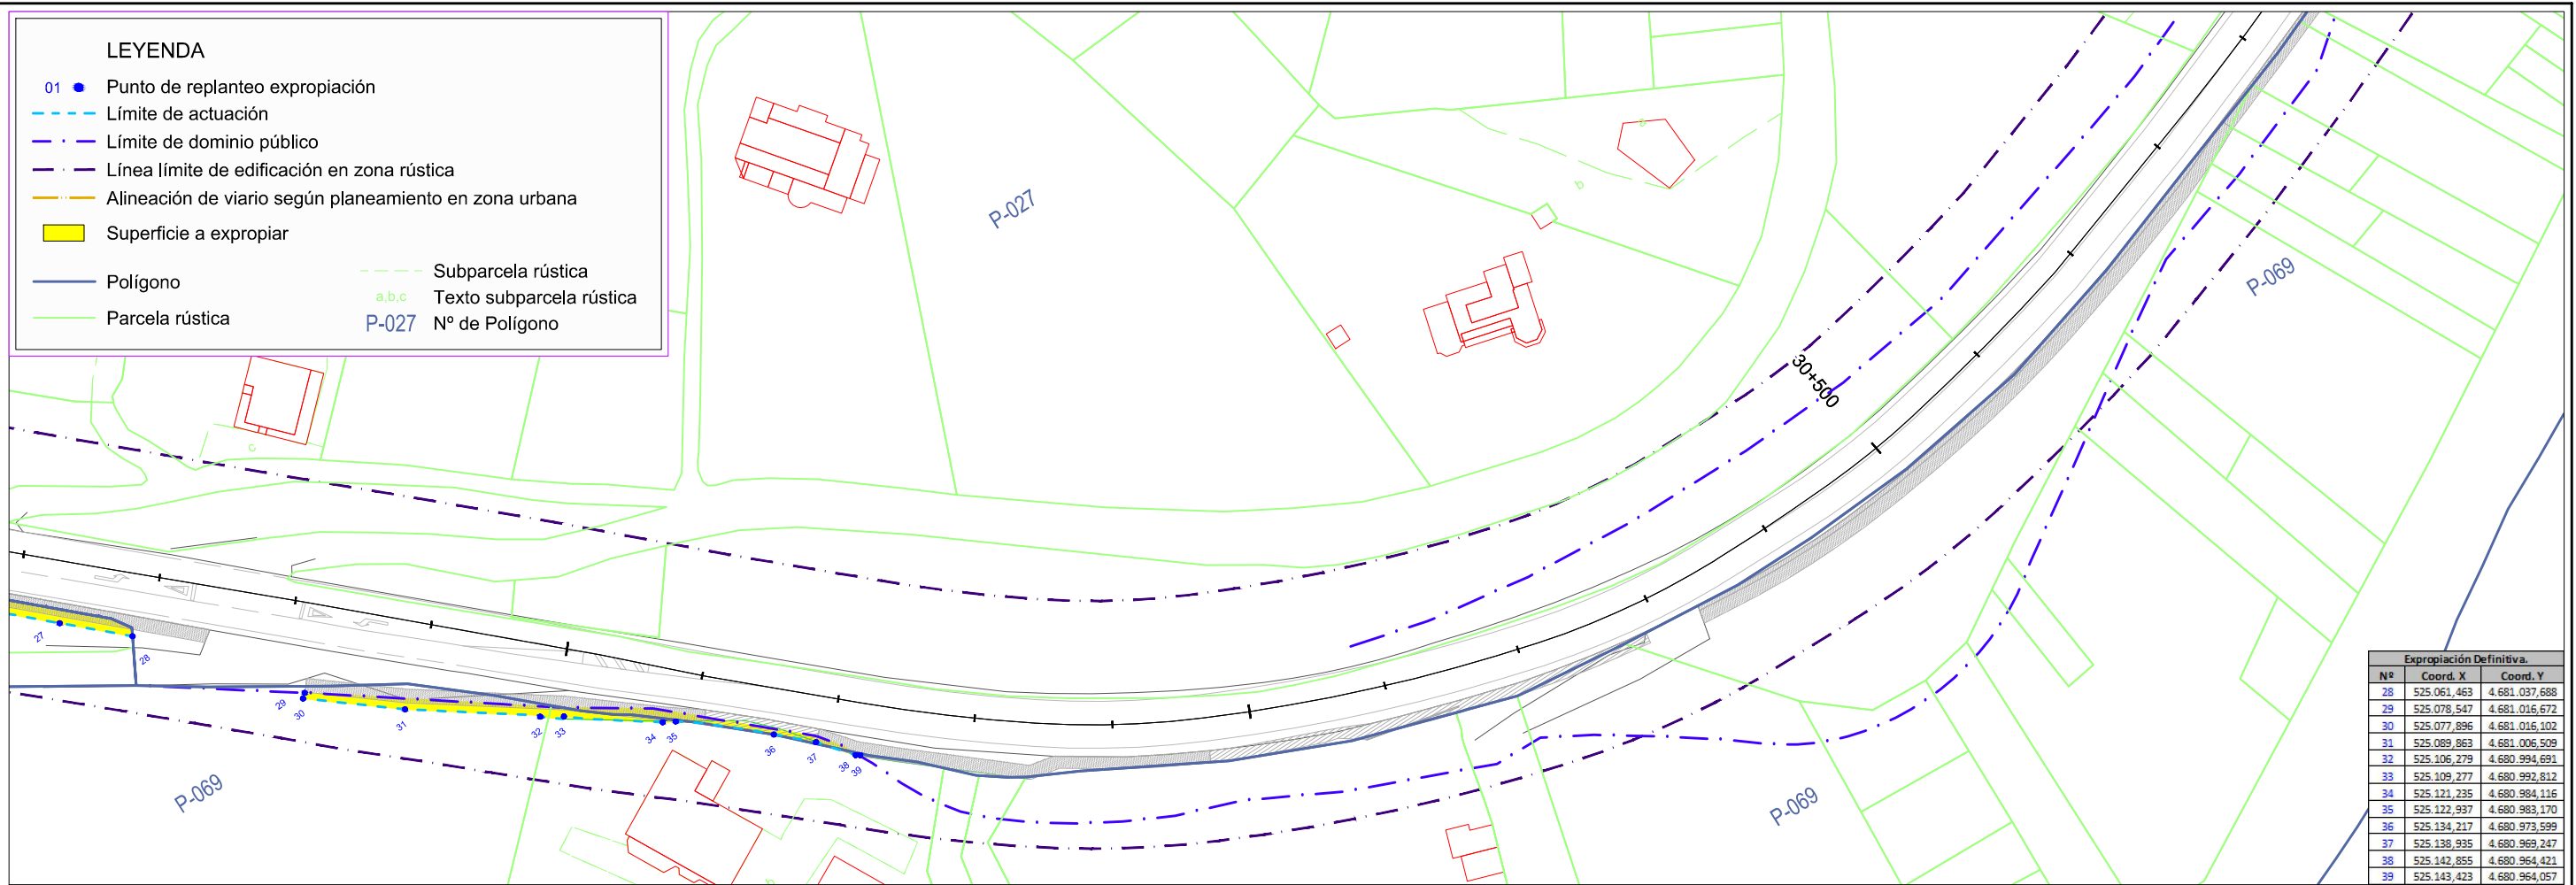 LEYENDA
01 Punto de replanteo expropiación
Límite de actuación
Límite de dominio público
Línea límite de edificación en zona rústica
Alineación de viario según planeamiento en zona urbana
Superficie a expropiar
Polígono
Parcela rústica
Subparcela rústica
a,b,c Texto subparcela rústica
P-027 Nº de Polígono
P-027
a
b
c
30+500
P-069
27
28
29
30
31
32
33
34
35
36
37
38
39
P-069
P-069
b
Expropiación Definitiva.
Nº Coord. X Coord. Y
28 525.061,463 4.681.037,688
29 525.078,547 4.681.016,672
30 525.077,896 4.681.016,102
31 525.089,863 4.681.006,509
32 525.106,279 4.680.994,691
33 525.109,277 4.680.992,812
34 525.121,235 4.680.984,116
35 525.122,937 4.680.983,170
36 525.134,217 4.680.973,599
37 525.138,935 4.680.969,247
38 525.142,855 4.680.964,421
39 525.143,423 4.680.964,057